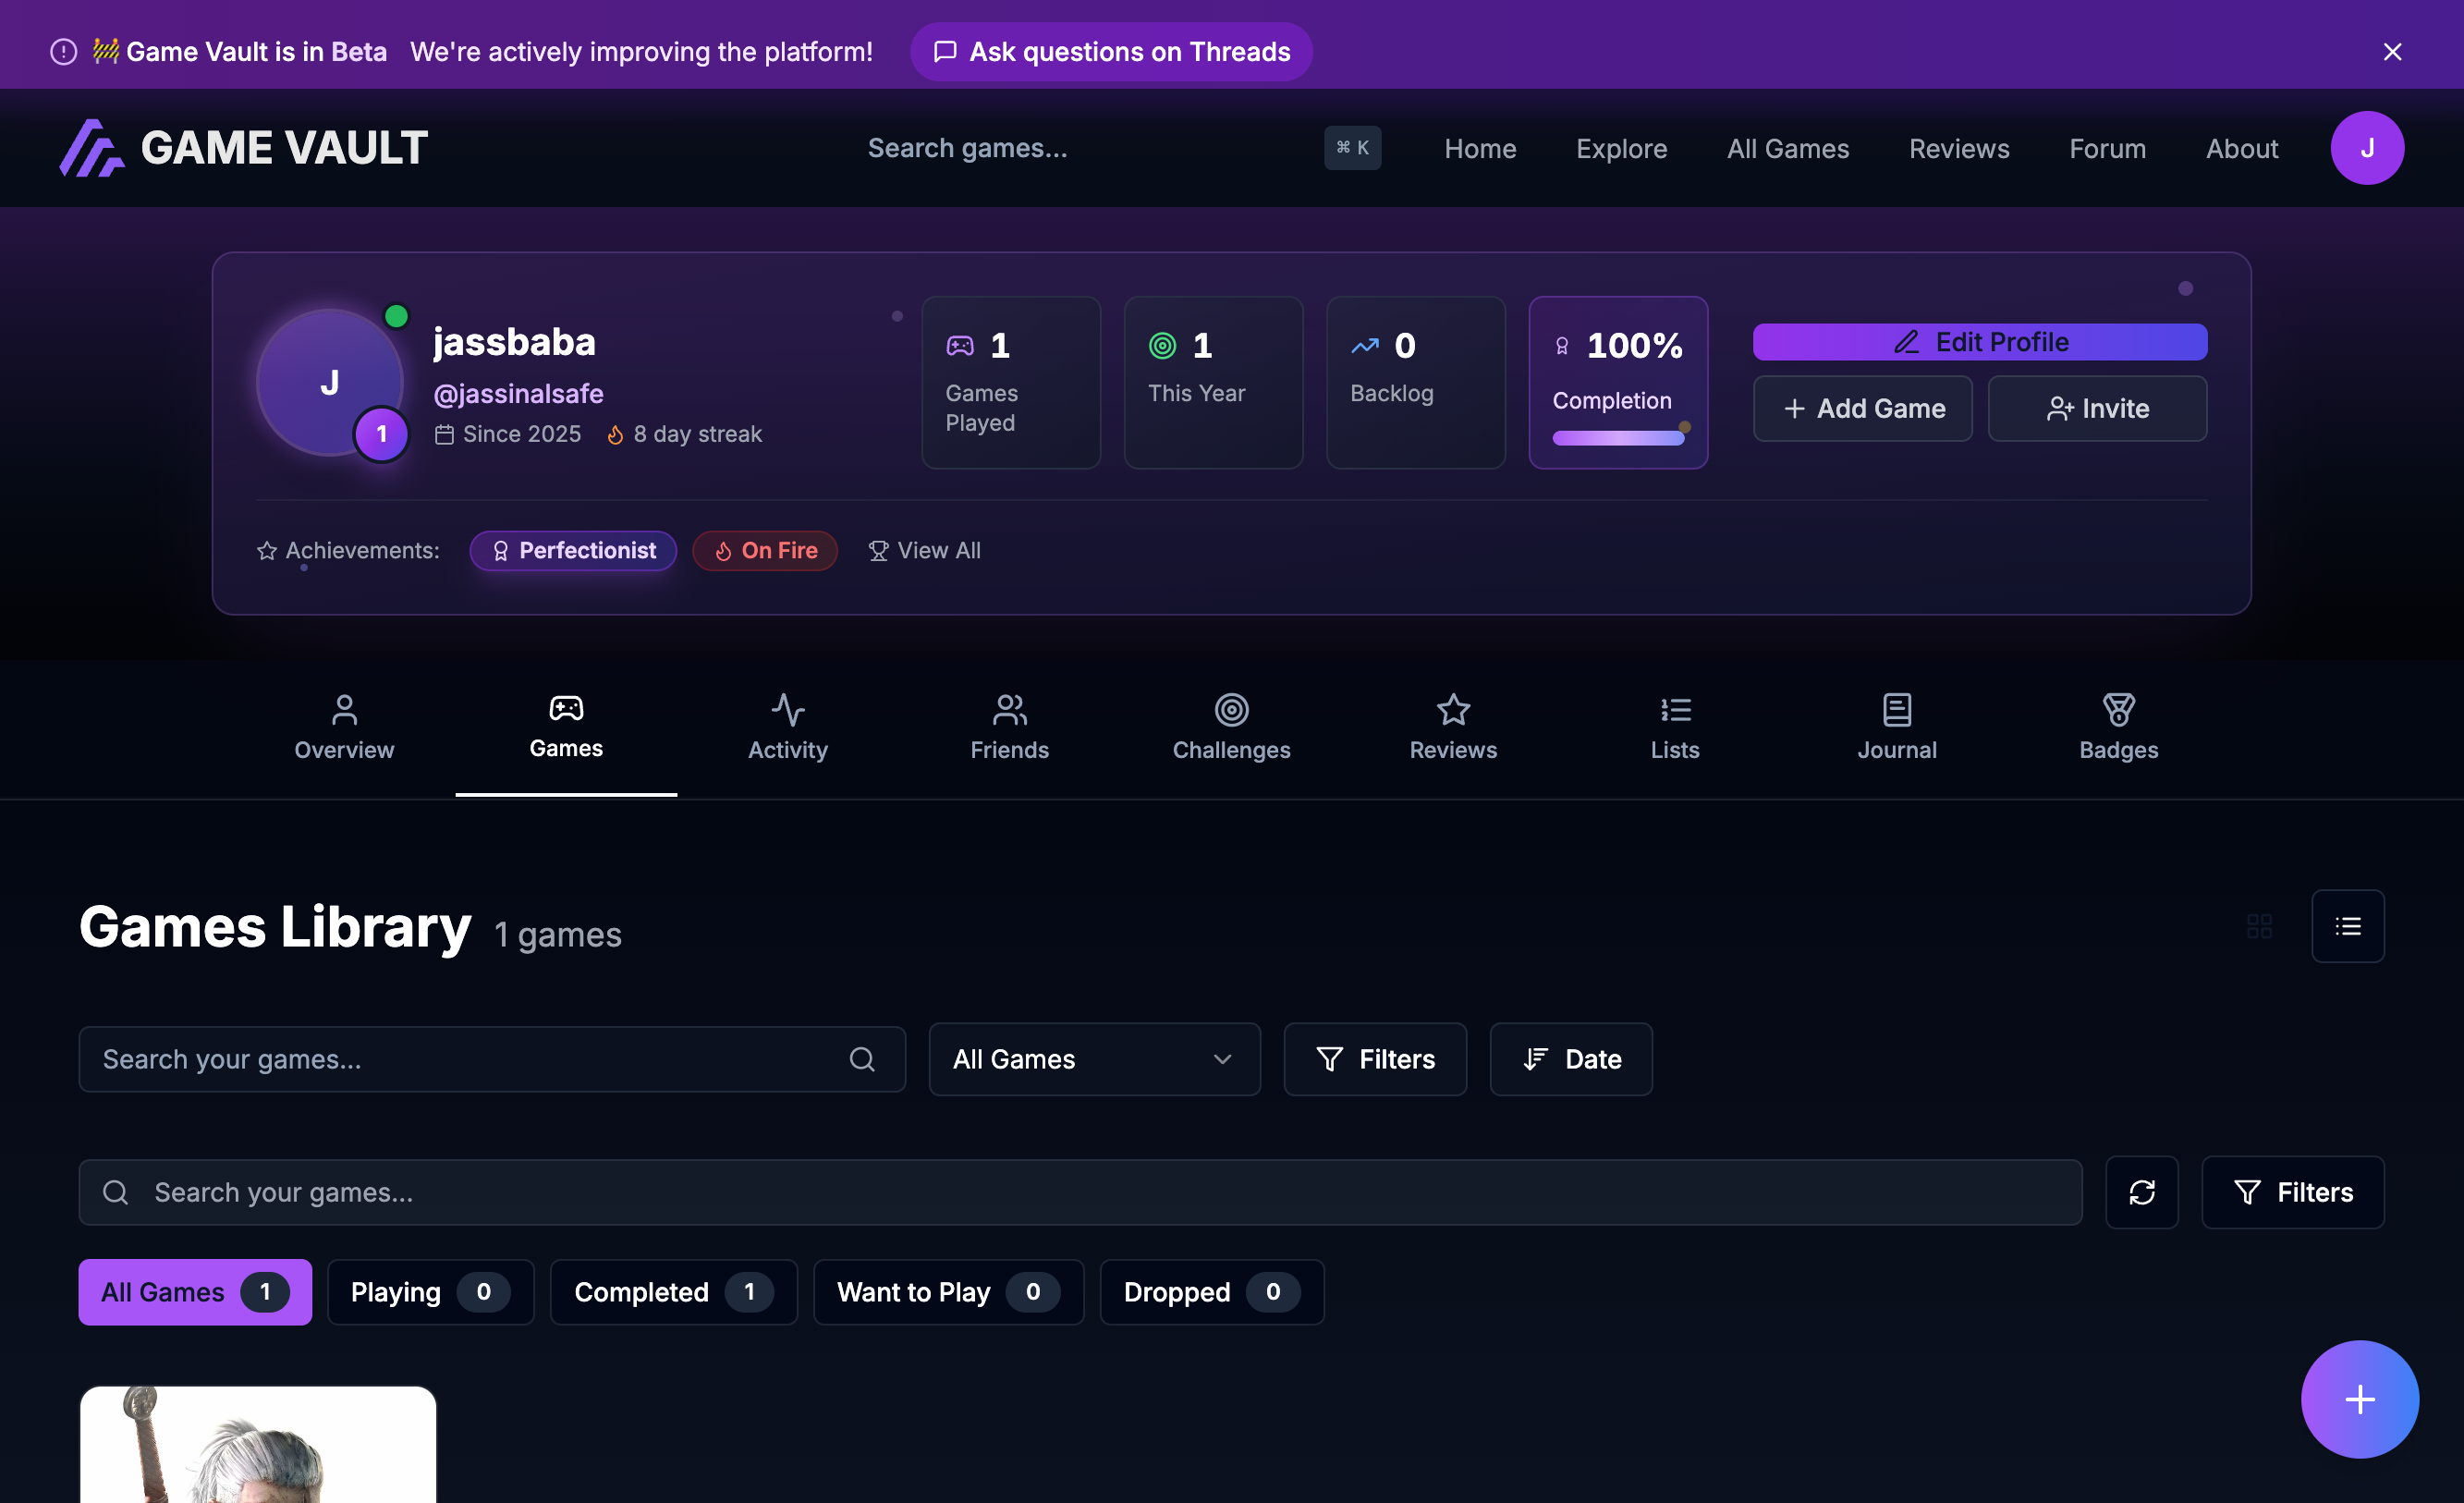 🚧 Game Vault is in Beta We're actively improving the platform! Ask questions on Threads
GAME VAULT Search games... ⌘ K Home Explore All Games Reviews Forum About J
J
1
jassbaba
@jassinalsafe
Since 2025 8 day streak
1
Games
Played
1
This Year
0
Backlog
100%
Completion
Edit Profile
+ Add Game Invite
Achievements: Perfectionist On Fire View All
Overview Games Activity Friends Challenges Reviews Lists Journal Badges
Games Library 1 games
Search your games... All Games Filters Date
Search your games... Filters
All Games 1 Playing 0 Completed 1 Want to Play 0 Dropped 0